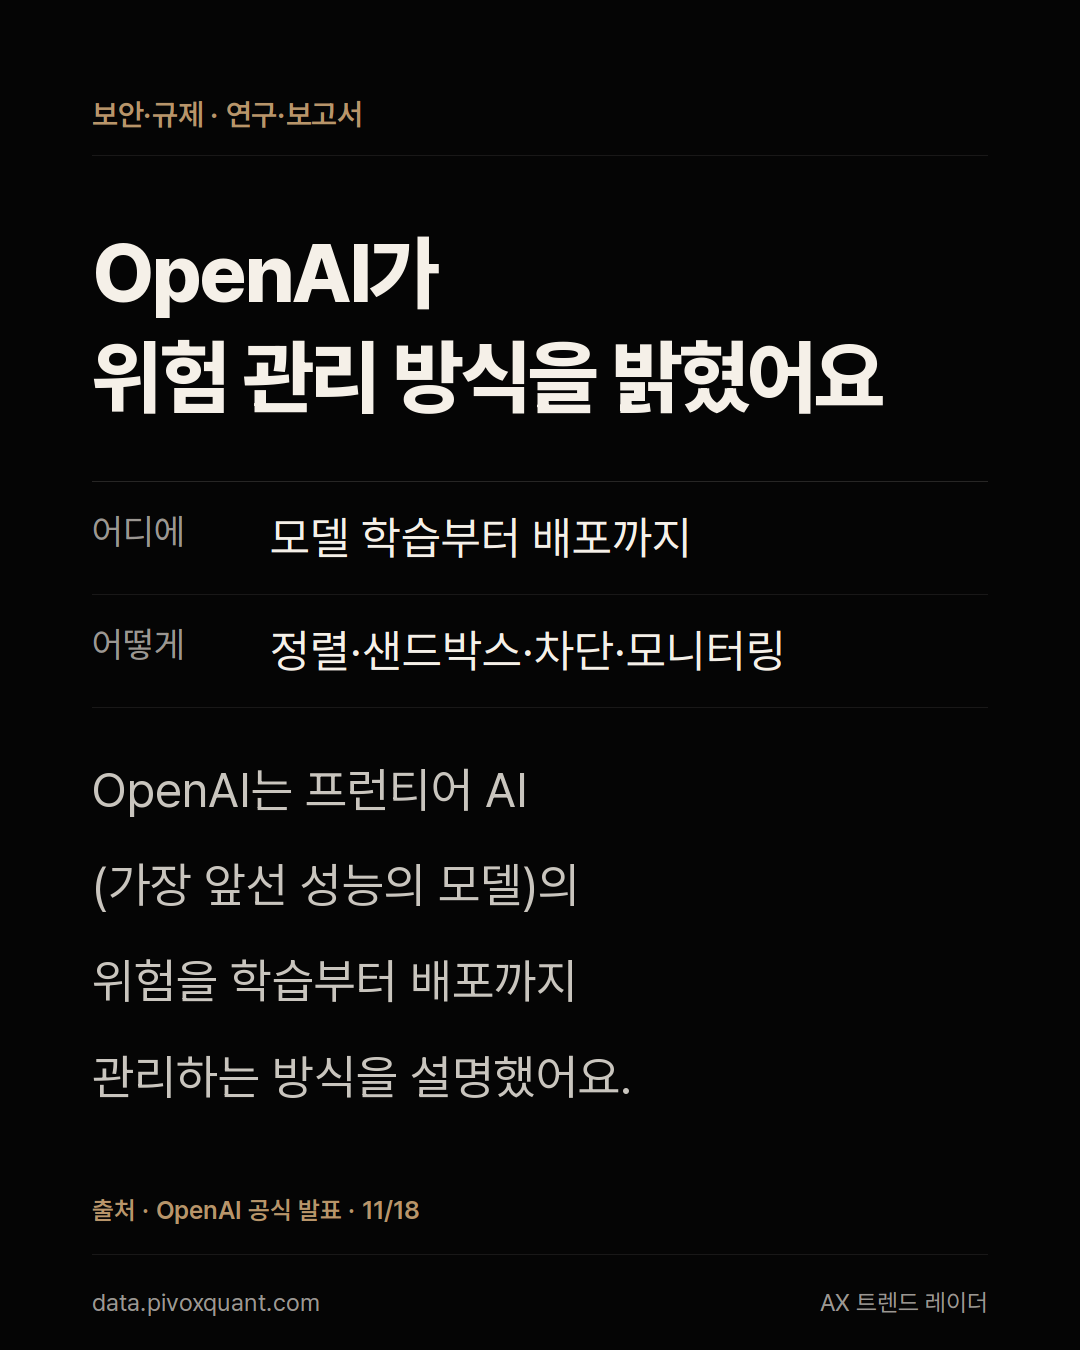 보안·규제 · 연구·보고서
OpenAI가
위험 관리 방식을 밝혔어요
어디에 모델 학습부터 배포까지
어떻게 정렬·샌드박스·차단·모니터링
OpenAI는 프런티어 AI
(가장 앞선 성능의 모델)의
위험을 학습부터 배포까지
관리하는 방식을 설명했어요.
출처 · OpenAI 공식 발표 · 11/18
data.pivoxquant.com AX 트렌드 레이더